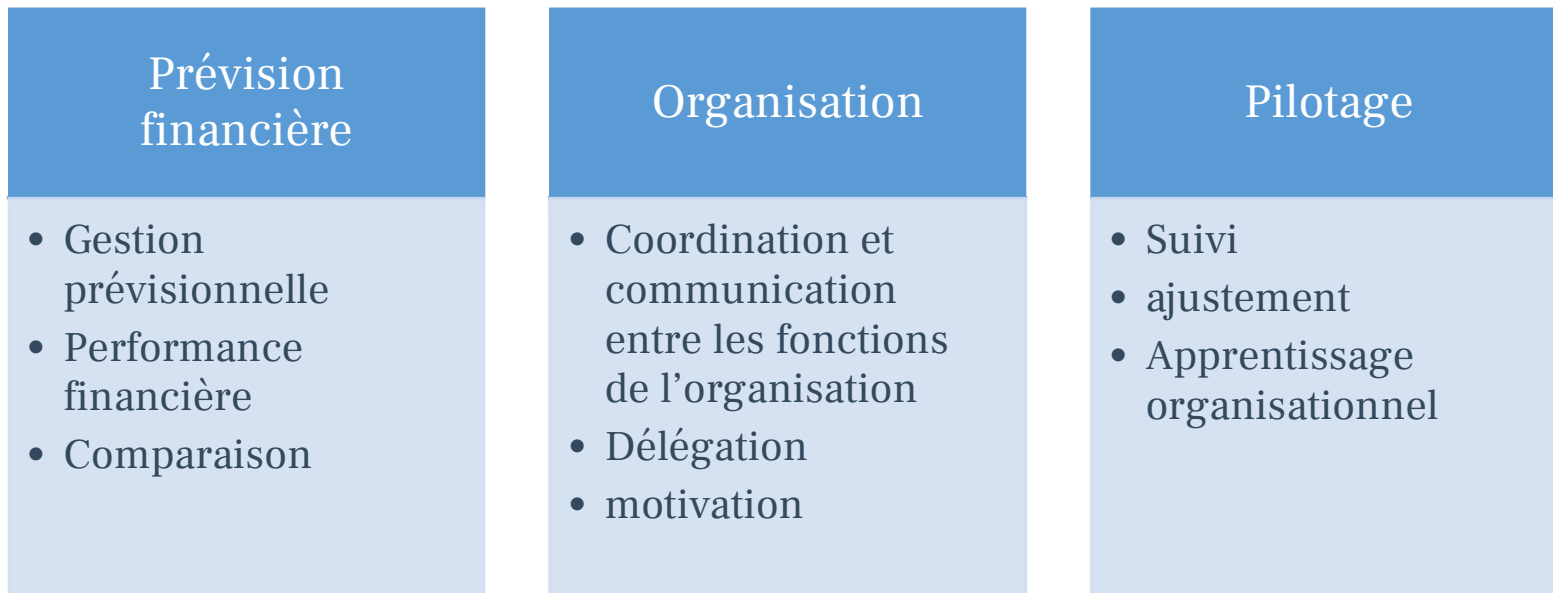 Prévision
financière
• Gestion
prévisionnelle
• Performance
financière
• Comparaison
Organisation
• Coordination et
communication
entre les fonctions
de l’organisation
• Délégation
• motivation
Pilotage
• Suivi
• ajustement
• Apprentissage
organisationnel